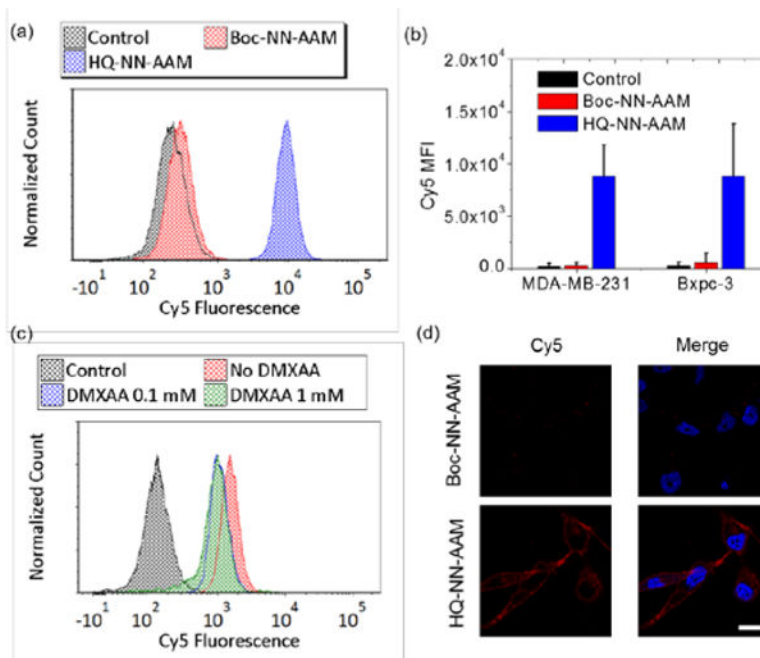 (a)
Control Boc-NN-AAM
HQ-NN-AAM
Normalized Count
-10¹ 10² 10³ 10⁴ 10⁵
Cy5 Fluorescence
(b)
2.0x10⁴
1.5x10⁴
1.0x10⁴
5.0x10³
0.0
Cy5 MFI
Control
Boc-NN-AAM
HQ-NN-AAM
MDA-MB-231 Bxpc-3
(c)
Control No DMXAA
DMXAA 0.1 mM DMXAA 1 mM
Normalized Count
-10¹ 10² 10³ 10⁴ 10⁵
Cy5 Fluorescence
(d)
Cy5 Merge
Boc-NN-AAM
HQ-NN-AAM